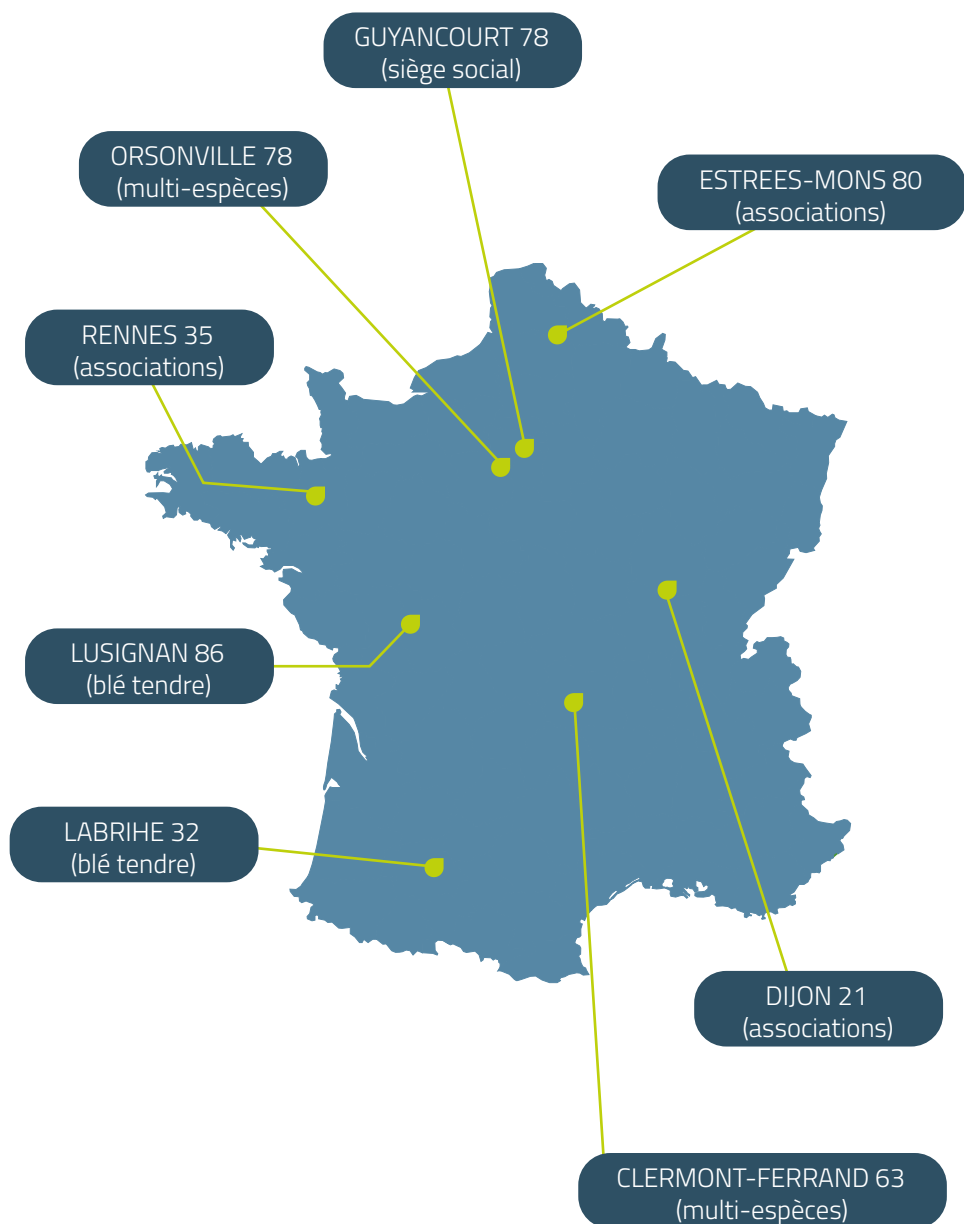 GUYANCOURT 78
(siège social)
ORSONVILLE 78
(multi-espèces)
ESTREES-MONS 80
(associations)
RENNES 35
(associations)
LUSIGNAN 86
(blé tendre)
LABRIHE 32
(blé tendre)
DIJON 21
(associations)
CLERMONT-FERRAND 63
(multi-espèces)